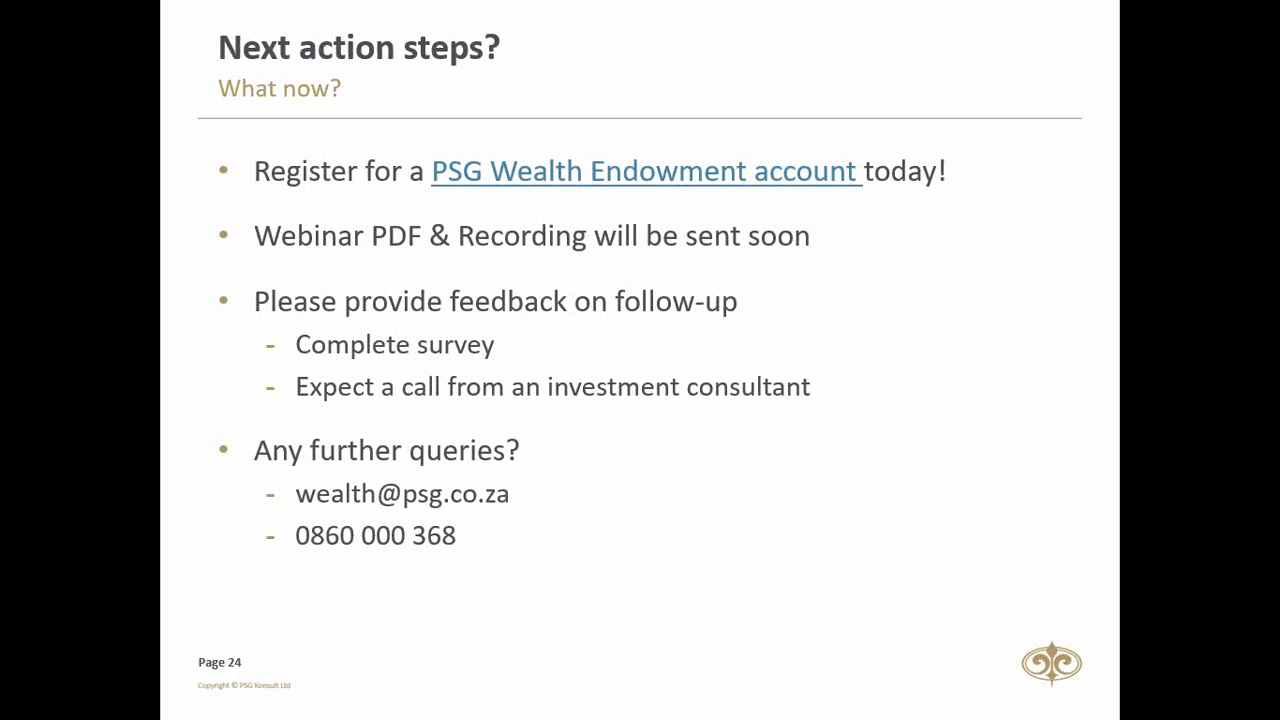 Next action steps?
What now?
• Register for a PSG Wealth Endowment account today!
• Webinar PDF & Recording will be sent soon
• Please provide feedback on follow-up
- Complete survey
- Expect a call from an investment consultant
• Any further queries?
- wealth@psg.co.za
- 0860 000 368
Page 24
Copyright © PSG Konsult Ltd